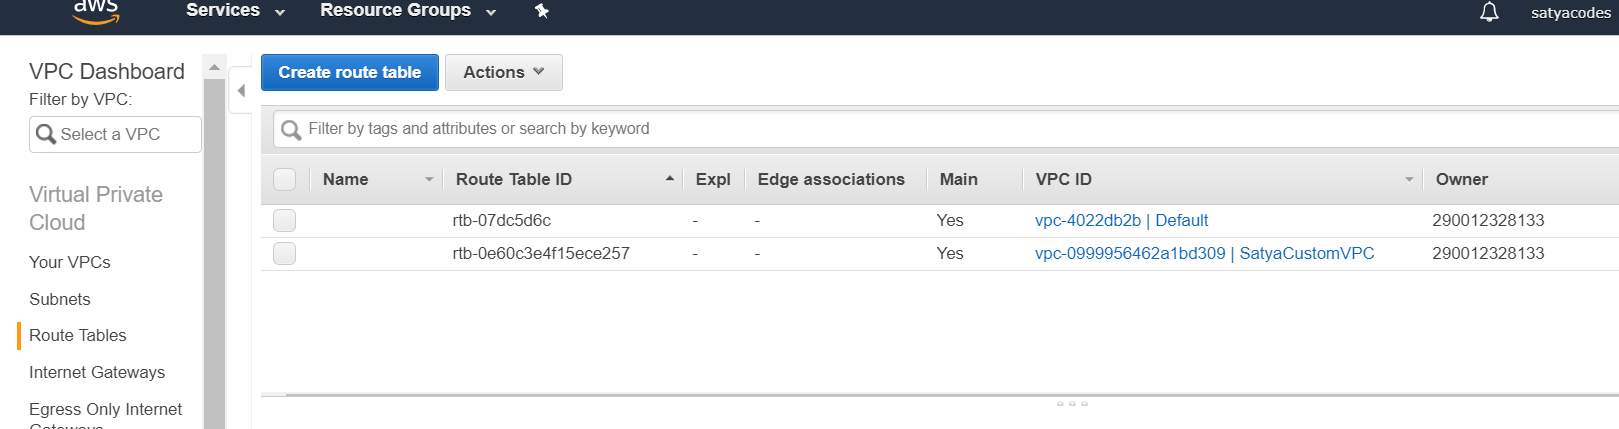 aws
Services
Resource Groups
satyacodes
VPC Dashboard
Filter by VPC:
Select a VPC
Virtual Private
Cloud
Your VPCs
Subnets
Route Tables
Internet Gateways
Egress Only Internet
Gateways
Create route table
Actions
Filter by tags and attributes or search by keyword
Name Route Table ID Expl Edge associations Main VPC ID Owner
rtb-07dc5d6c - - Yes vpc-4022db2b | Default 290012328133
rtb-0e60c3e4f15ece257 - - Yes vpc-0999956462a1bd309 | SatyaCustomVPC 290012328133